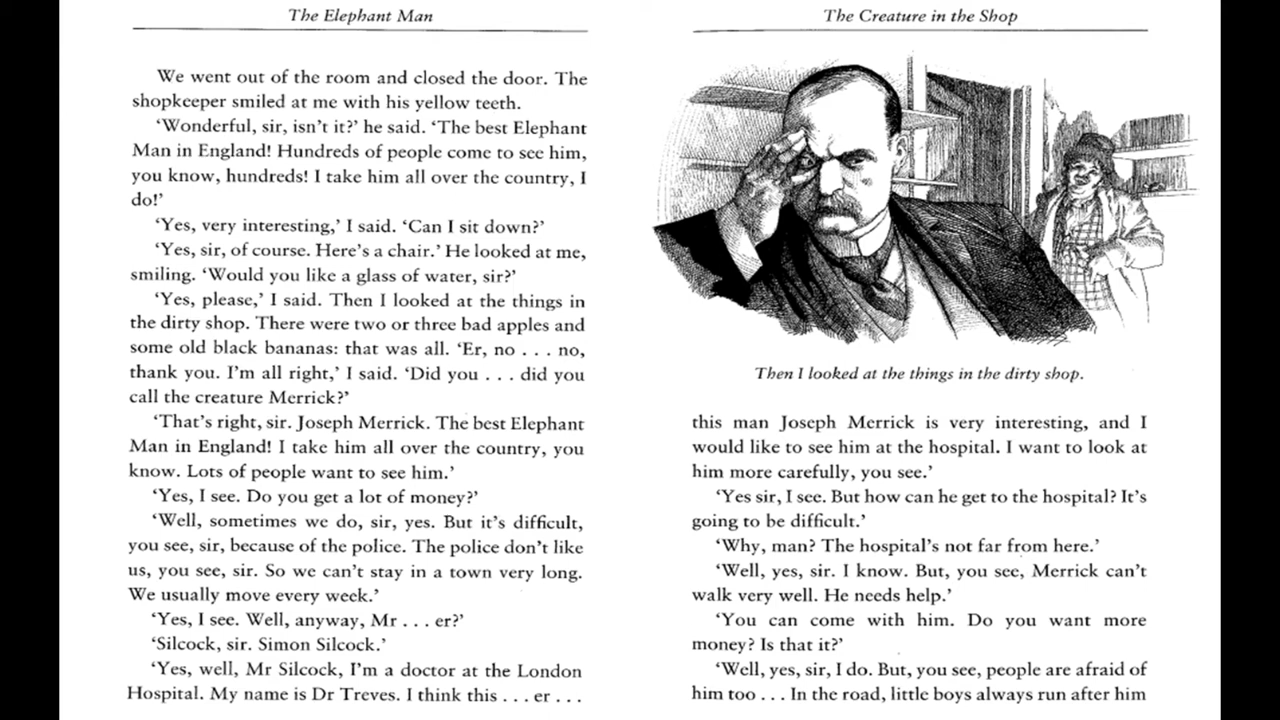 The Elephant Man
We went out of the room and closed the door. The
shopkeeper smiled at me with his yellow teeth.
‘Wonderful, sir, isn’t it?’ he said. ‘The best Elephant
Man in England! Hundreds of people come to see him,
you know, hundreds! I take him all over the country, I
do!’
‘Yes, very interesting,’ I said. ‘Can I sit down?’
‘Yes, sir, of course. Here’s a chair.’ He looked at me,
smiling. ‘Would you like a glass of water, sir?’
‘Yes, please,’ I said. Then I looked at the things in
the dirty shop. There were two or three bad apples and
some old black bananas: that was all. ‘Er, no . . . no,
thank you. I’m all right,’ I said. ‘Did you . . . did you
call the creature Merrick?’
‘That’s right, sir. Joseph Merrick. The best Elephant
Man in England! I take him all over the country, you
know. Lots of people want to see him.’
‘Yes, I see. Do you get a lot of money?’
‘Well, sometimes we do, sir, yes. But it’s difficult,
you see, sir, because of the police. The police don’t like
us, you see, sir. So we can’t stay in a town very long.
We usually move every week.’
‘Yes, I see. Well, anyway, Mr . . . er?’
‘Silcock, sir. Simon Silcock.’
‘Yes, well, Mr Silcock, I’m a doctor at the London
Hospital. My name is Dr Treves. I think this . . . er . . .
The Creature in the Shop
Then I looked at the things in the dirty shop.
this man Joseph Merrick is very interesting, and I
would like to see him at the hospital. I want to look at
him more carefully, you see.’
‘Yes sir, I see. But how can he get to the hospital? It’s
going to be difficult.’
‘Why, man? The hospital’s not far from here.’
‘Well, yes, sir. I know. But, you see, Merrick can’t
walk very well. He needs help.’
‘You can come with him. Do you want more
money? Is that it?’
‘Well, yes, sir, I do. But, you see, people are afraid of
him too . . . In the road, little boys always run after him